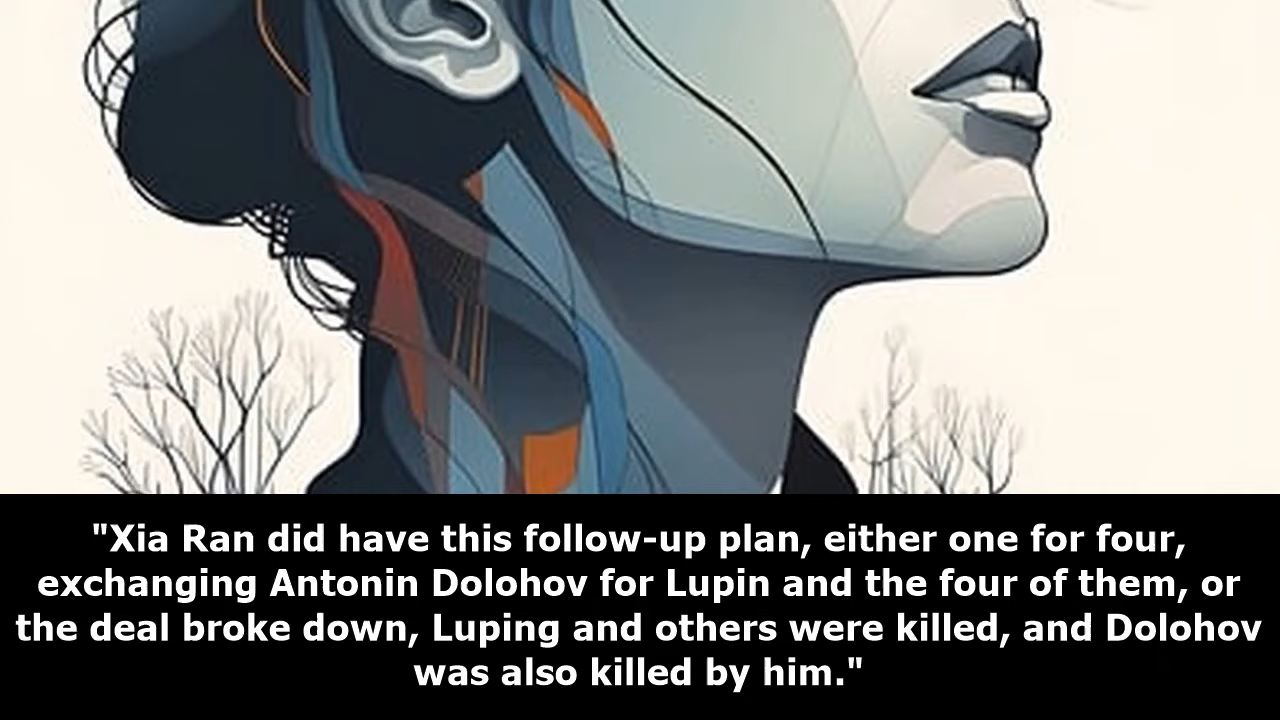 "Xia Ran did have this follow-up plan, either one for four,
exchanging Antonin Dolohov for Lupin and the four of them, or
the deal broke down, Luping and others were killed, and Dolohov
was also killed by him."